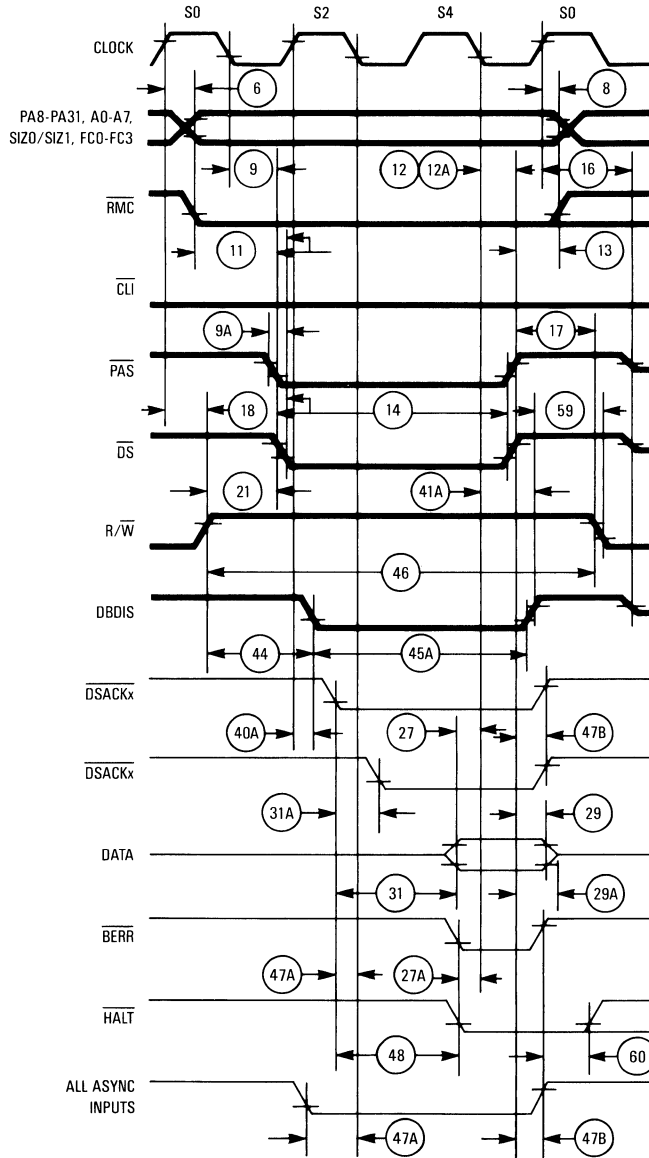 S0 S2 S4 S0
CLOCK
6 8
PA8-PA31, A0-A7,
SIZ0/SIZ1, FC0-FC3
9 12 12A 16
RMC
11 13
CLI
9A 17
PAS
18 14 59
DS
21 41A
R/W
46
DBDIS
44 45A
DSACKx
40A 27 47B
DSACKx
31A 29
DATA
31 29A
BERR
47A 27A
HALT
48 60
ALL ASYNC
INPUTS
47A 47B